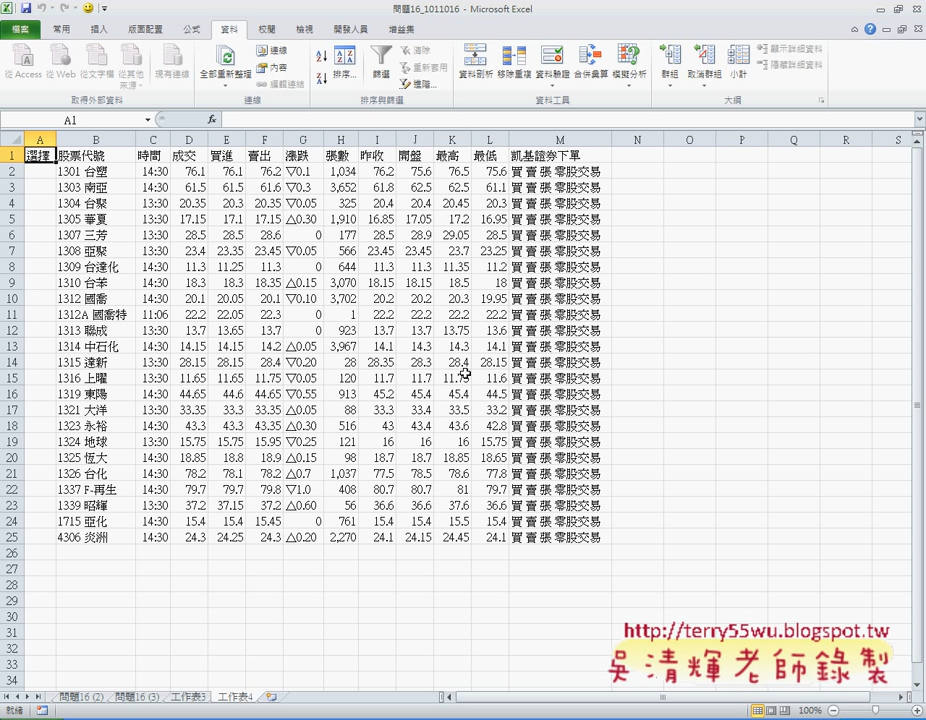 問題16_1011016 - Microsoft Excel
檔案 常用 插入 版面配置 公式 資料 校閱 檢視 開發人員 增益集
從 Access 從 Web 從文字檔 從其他來源 現有連線 全部重新整理 連線 內容 編輯連結 排序... 篩選 清除 重新套用 進階... 資料剖析 移除重複 資料驗證 合併彙算 模擬分析 群組 取消群組 小計 顯示詳細資料 隱藏詳細資料
取得外部資料 連線 排序與篩選 資料工具 大綱
A1 fx
A B C D E F G H I J K L M N O P Q R S
1 選擇 股票代號 時間 成交 買進 賣出 漲跌 張數 昨收 開盤 最高 最低 凱基證券下單
2 1301 台塑 14:30 76.1 76.1 76.2 ▽0.1 1,034 76.2 75.6 76.5 75.6 買 賣 張 零股交易
3 1303 南亞 14:30 61.5 61.5 61.6 ▽0.3 3,652 61.8 62.5 62.5 61.1 買 賣 張 零股交易
4 1304 台聚 14:30 20.35 20.3 20.35 ▽0.05 325 20.4 20.4 20.45 20.3 買 賣 張 零股交易
5 1305 華夏 13:30 17.15 17.1 17.15 △0.30 1,910 16.85 17.05 17.2 16.95 買 賣 張 零股交易
6 1307 三芳 13:30 28.5 28.5 28.6 0 177 28.5 28.9 29.05 28.5 買 賣 張 零股交易
7 1308 亞聚 13:30 23.4 23.35 23.45 ▽0.05 566 23.45 23.45 23.7 23.25 買 賣 張 零股交易
8 1309 台達化 14:30 11.3 11.25 11.3 0 644 11.3 11.3 11.35 11.2 買 賣 張 零股交易
9 1310 台苯 14:30 18.3 18.3 18.35 △0.15 3,070 18.15 18.15 18.5 18 買 賣 張 零股交易
10 1312 國喬 14:30 20.1 20.05 20.1 ▽0.10 3,702 20.2 20.2 20.3 19.95 買 賣 張 零股交易
11 1312A 國喬特 11:06 22.2 22.05 22.3 0 1 22.2 22.2 22.2 22.2 買 賣 張 零股交易
12 1313 聯成 13:30 13.7 13.65 13.7 0 923 13.7 13.7 13.75 13.6 買 賣 張 零股交易
13 1314 中石化 14:30 14.15 14.15 14.2 △0.05 3,967 14.1 14.3 14.3 14.1 買 賣 張 零股交易
14 1315 達新 13:30 28.15 28.15 28.4 ▽0.20 28 28.35 28.3 28.4 28.15 買 賣 張 零股交易
15 1316 上曜 13:30 11.65 11.65 11.75 ▽0.05 120 11.7 11.7 11.75 11.6 買 賣 張 零股交易
16 1319 東陽 14:30 44.65 44.6 44.65 ▽0.55 913 45.2 45.4 45.4 44.5 買 賣 張 零股交易
17 1321 大洋 13:30 33.35 33.3 33.35 △0.05 88 33.3 33.4 33.5 33.2 買 賣 張 零股交易
18 1323 永裕 14:30 43.3 43.3 43.35 △0.30 516 43 43.4 43.6 42.8 買 賣 張 零股交易
19 1324 地球 13:30 15.75 15.75 15.95 ▽0.25 121 16 16 16 15.75 買 賣 張 零股交易
20 1325 恆大 14:30 18.85 18.8 18.9 △0.15 98 18.7 18.7 18.85 18.65 買 賣 張 零股交易
21 1326 台化 14:30 78.2 78.1 78.2 △0.7 1,037 77.5 78.5 78.6 77.8 買 賣 張 零股交易
22 1337 F-再生 14:30 79.7 79.7 79.8 ▽1.0 408 80.7 80.7 81 79.7 買 賣 張 零股交易
23 1339 昭輝 13:30 37.2 37.15 37.2 △0.60 56 36.6 36.6 37.6 36.6 買 賣 張 零股交易
24 1715 亞化 14:30 15.4 15.4 15.45 0 761 15.4 15.4 15.5 15.4 買 賣 張 零股交易
25 4306 炎洲 14:30 24.3 24.25 24.3 △0.20 2,270 24.1 24.15 24.45 24.1 買 賣 張 零股交易
26
27
28
29
30
31
32
33
34
http://terry55wu.blogspot.tw
吳清輝老師錄製
問題16 (2) 問題16 (3) 工作表3 工作表4
就緒 100%